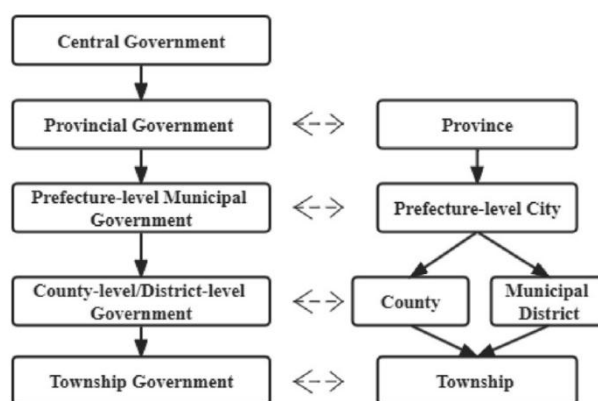 Central Government
Provincial Government
Province
Prefecture-level Municipal
Government
Prefecture-level City
County-level/District-level
Government
County
Municipal
District
Township Government
Township